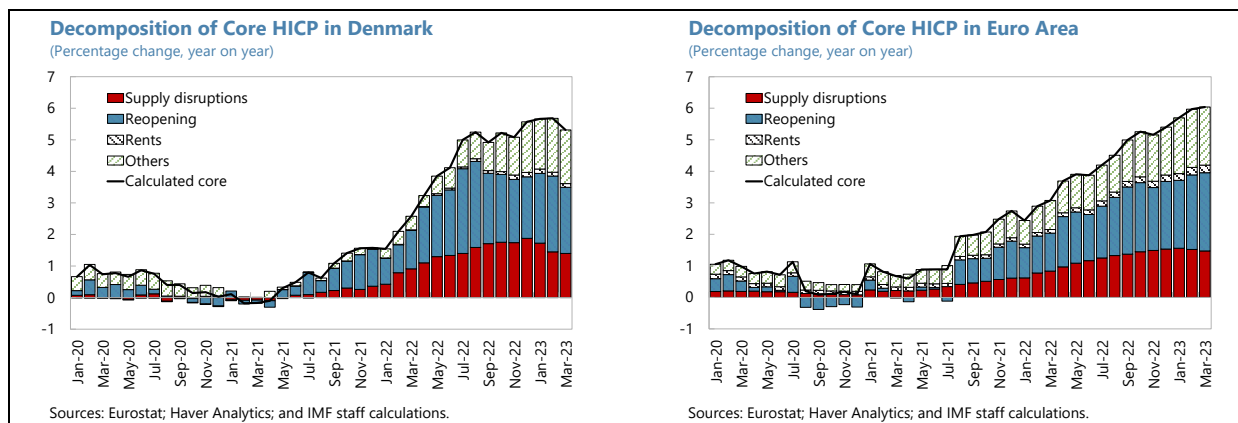 Decomposition of Core HICP in Denmark
(Percentage change, year on year)
7
6
5
4
3
2
1
0
-1
Supply disruptions
Reopening
Rents
Others
Calculated core
Jan-20
Mar-20
May-20
Jul-20
Sep-20
Nov-20
Jan-21
Mar-21
May-21
Jul-21
Sep-21
Nov-21
Jan-22
Mar-22
May-22
Jul-22
Sep-22
Nov-22
Jan-23
Mar-23
Sources: Eurostat; Haver Analytics; and IMF staff calculations.
Decomposition of Core HICP in Euro Area
(Percentage change, year on year)
7
6
5
4
3
2
1
0
-1
Supply disruptions
Reopening
Rents
Others
Calculated core
Jan-20
Mar-20
May-20
Jul-20
Sep-20
Nov-20
Jan-21
Mar-21
May-21
Jul-21
Sep-21
Nov-21
Jan-22
Mar-22
May-22
Jul-22
Sep-22
Nov-22
Jan-23
Mar-23
Sources: Eurostat; Haver Analytics; and IMF staff calculations.